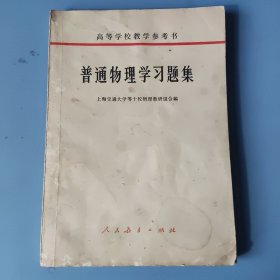 高等学校教学参考书
普通物理学习题集
上海交通大学等十校物理教研组合编
人民教育出版社